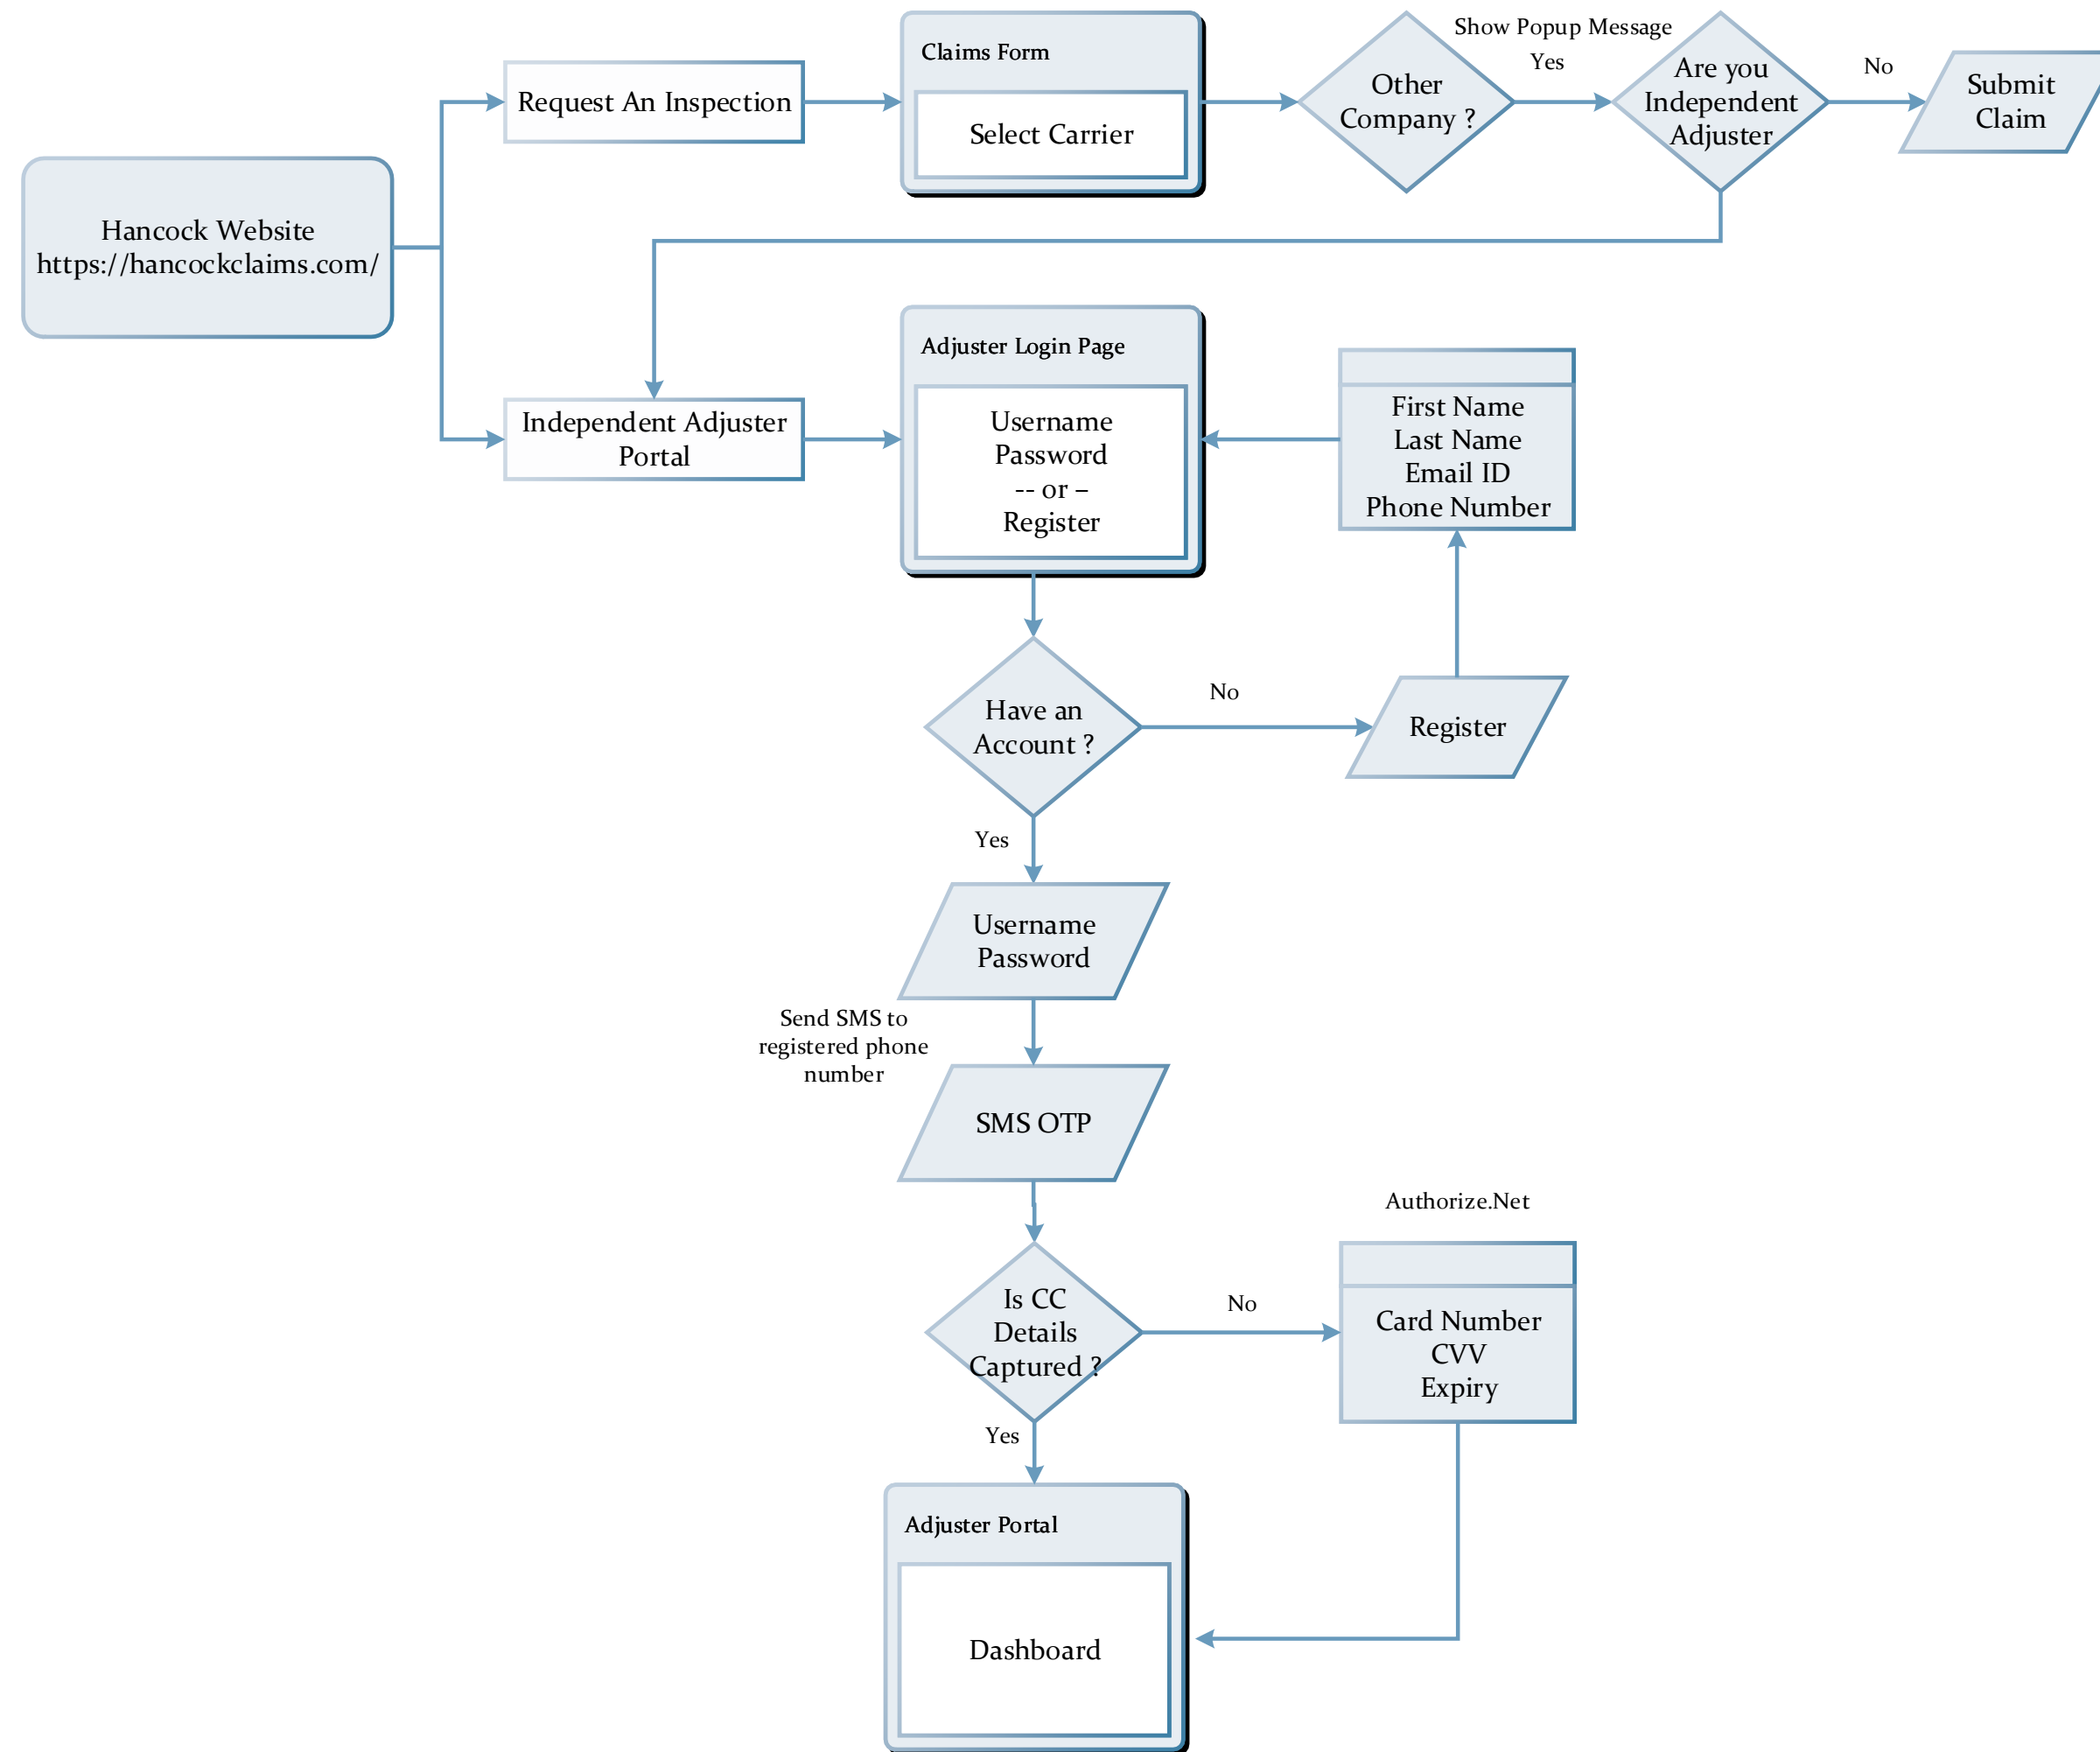 Show Popup Message
Claims Form
Yes
No
Request An Inspection
Select Carrier
Other
Company ?
Are you
Independent
Adjuster
Submit
Claim
Hancock Website
https://hancockclaims.com/
Adjuster Login Page
Independent Adjuster
Portal
Username
Password
-- or –
Register
First Name
Last Name
Email ID
Phone Number
Have an
Account ?
No
Register
Yes
Username
Password
Send SMS to
registered phone
number
SMS OTP
Authorize.Net
Is CC
Details
Captured ?
No
Card Number
CVV
Expiry
Yes
Adjuster Portal
Dashboard